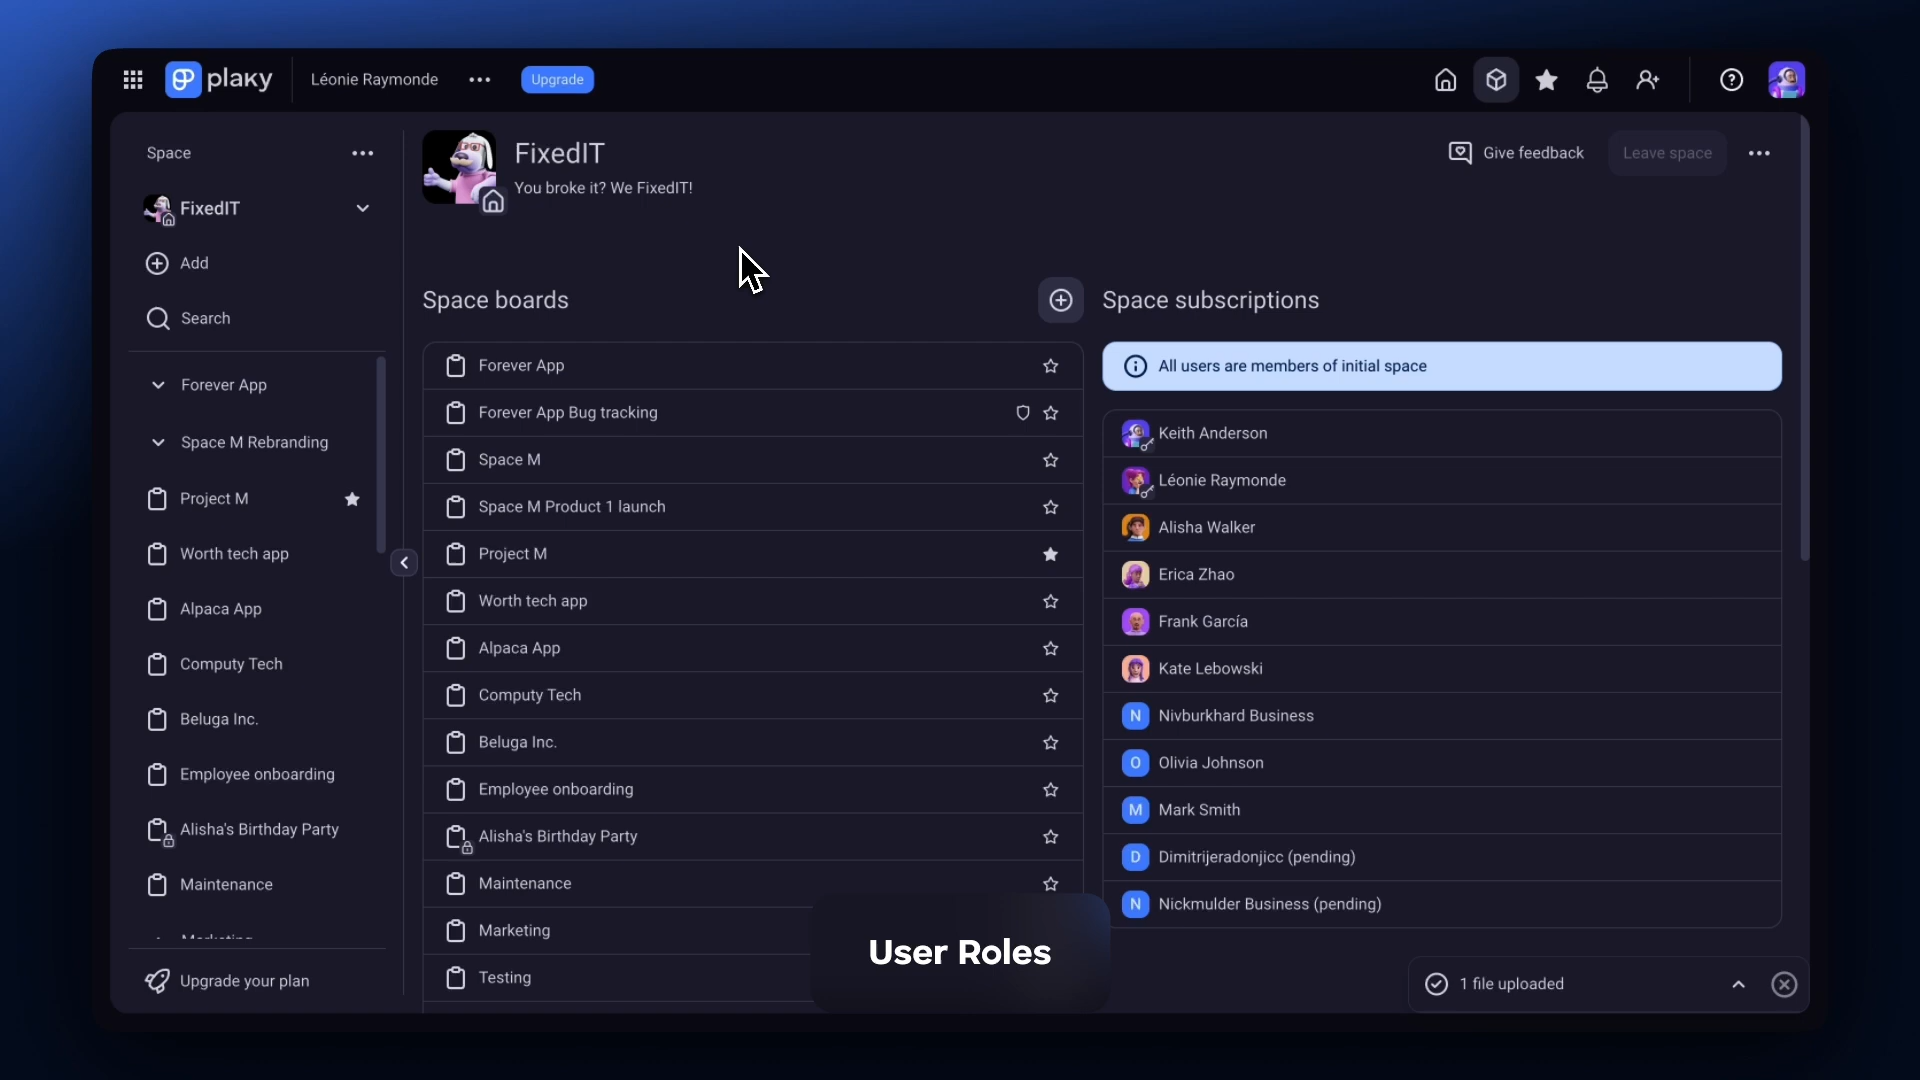 plaky
Léonie Raymonde
Upgrade
Space
FixedIT
Add
Search
Forever App
Space M Rebranding
Project M
Worth tech app
Alpaca App
Computy Tech
Beluga Inc.
Employee onboarding
Alisha's Birthday Party
Maintenance
Marketing
Upgrade your plan
FixedIT
You broke it? We FixedIT!
Give feedback
Leave space
Space boards
Forever App
Forever App Bug tracking
Space M
Space M Product 1 launch
Project M
Worth tech app
Alpaca App
Computy Tech
Beluga Inc.
Employee onboarding
Alisha's Birthday Party
Maintenance
Marketing
Testing
Space subscriptions
All users are members of initial space
Keith Anderson
Léonie Raymonde
Alisha Walker
Erica Zhao
Frank García
Kate Lebowski
N Nivburkhard Business
O Olivia Johnson
M Mark Smith
D Dimitrijeradonjicc (pending)
N Nickmulder Business (pending)
User Roles
1 file uploaded